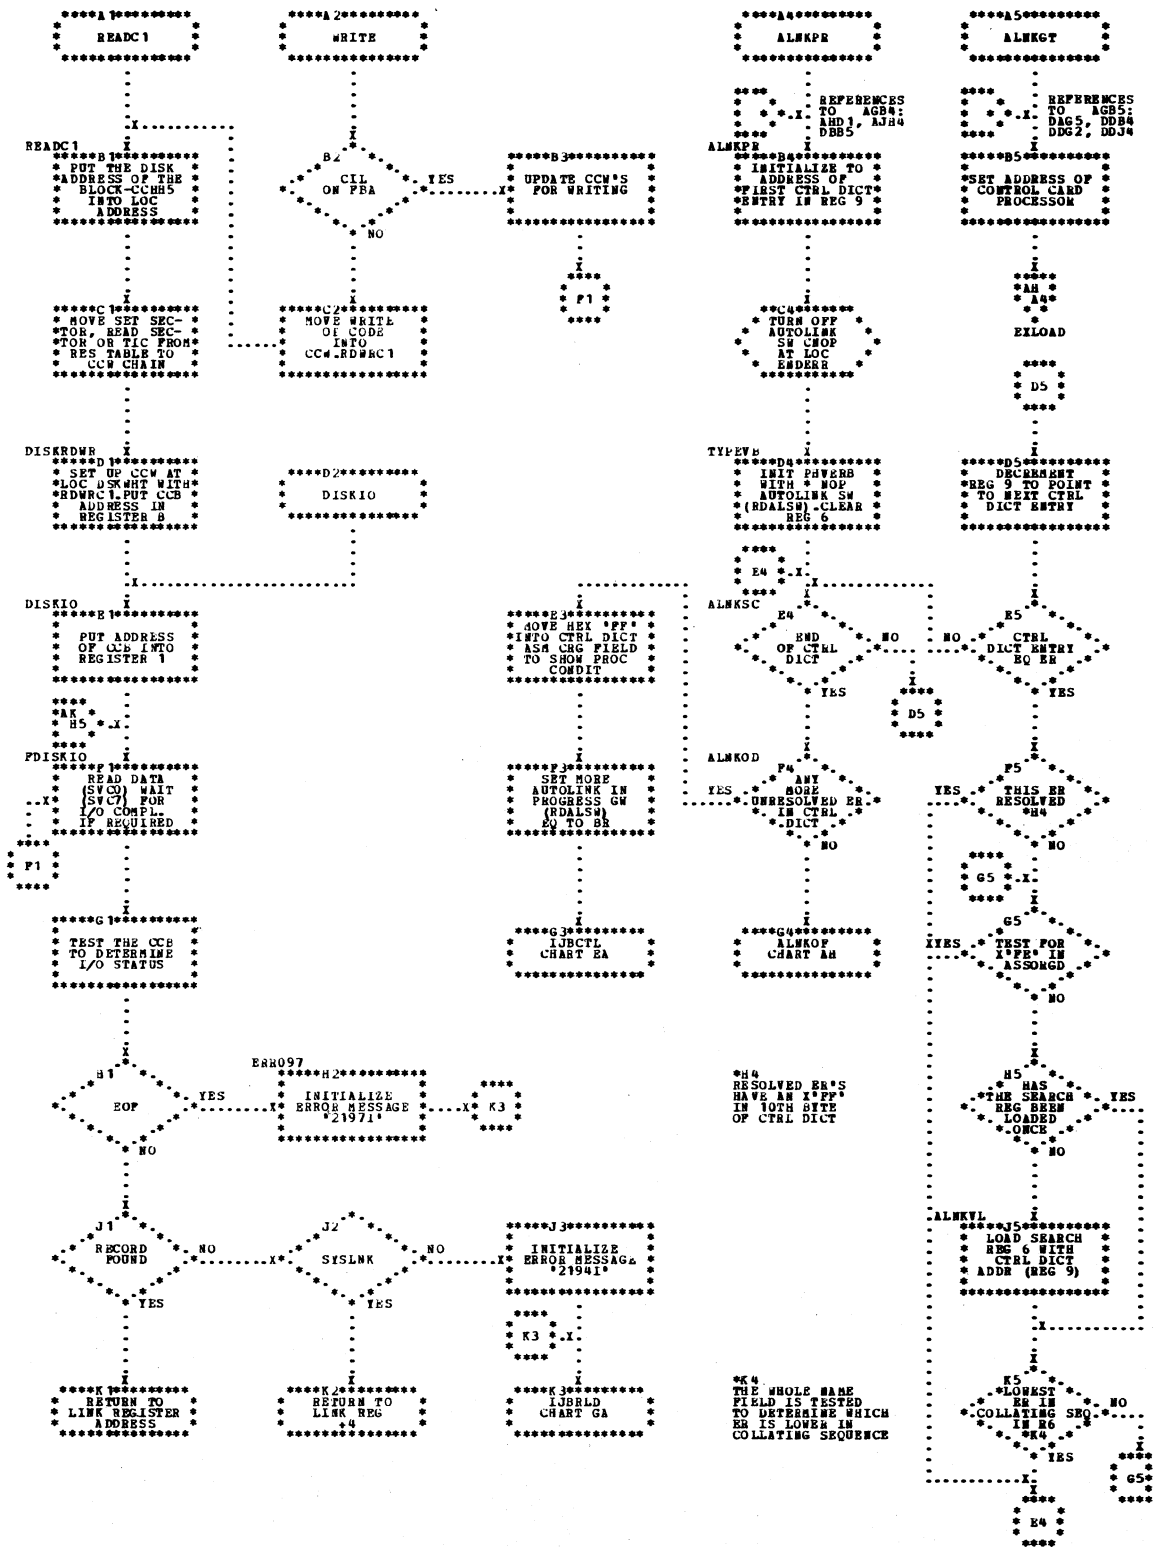 A1
READC1
A2
WRITE
A4
ALNKPR
A5
ALNKGT
REFERENCES
TO AGB4:
AHD1, AJH4
DBB5
REFERENCES
TO AGB5:
DAG5, DDB4
DDG2, DDJ4
READC1
B1
PUT THE DISK
ADDRESS OF THE
BLOCK-CCHH5
INTO LOC
ADDRESS
B2
CIL
ON FBA
YES
NO
B3
UPDATE CCW'S
FOR WRITING
F1
ALNKPR
B4
INITIALIZE TO
ADDRESS OF
FIRST CTRL DICT
ENTRY IN REG 9
B5
SET ADDRESS OF
CONTROL CARD
PROCESSOR
AH
A4
EXLOAD
C1
MOVE SET SEC-
TOR, READ SEC-
TOR OR TIC FROM
RES TABLE TO
CCW CHAIN
C2
MOVE WRITE
OF CODE
INTO
CCW.RDWRC1
C4
TURN OFF
AUTOLINK
SW CNOP
AT LOC
ENDERR
D5
DISKRDWR
D1
SET UP CCW AT
LOC DSKWHT WITH
RDWRC1.PUT CCB
ADDRESS IN
REGISTER B
D2
DISKIO
TYPEVB
D4
INIT PHVERB
WITH * NOP
AUTOLINK SW
(RDALSW).CLEAR
REG 6
D5
DECREMENT
REG 9 TO POINT
TO NEXT CTRL
DICT ENTRY
E4
DISKIO
E1
PUT ADDRESS
OF CCB INTO
REGISTER 1
E3
MOVE HEX 'FF'
INTO CTRL DICT
ASM CRG FIELD
TO SHOW PROC
CONDIT
ALNKSC
E4
END
OF CTRL
DICT
NO
YES
D5
E5
CTRL
DICT ENTRY
EQ ER
NO
YES
AK
H5
FDISKIO
F1
READ DATA
(SVC0) WAIT
(SVC7) FOR
I/O COMPL.
IF REQUIRED
F1
F3
SET MORE
AUTOLINK IN
PROGRESS GW
(RDALSW)
EQ TO BR
ALNKOD
F4
ANY
MORE
UNRESOLVED ER
IN CTRL
DICT
YES
NO
F5
THIS ER
RESOLVED
*H4
YES
NO
G5
G1
TEST THE CCB
TO DETERMINE
I/O STATUS
G3
IJBCTL
CHART EA
G4
ALNKOF
CHART AH
G5
TEST FOR
X'FE' IN
ASSORGD
YES
NO
H1
EOF
YES
NO
ERR097
H2
INITIALIZE
ERROR MESSAGE
'2197I'
K3
*H4
RESOLVED ER'S
HAVE AN X'FF'
IN 10TH BYTE
OF CTRL DICT
H5
HAS
THE SEARCH
REG BEEN
LOADED
ONCE
YES
NO
J1
RECORD
FOUND
NO
YES
J2
SYSLNK
NO
YES
J3
INITIALIZE
ERROR MESSAGE
'2194I'
K3
ALNKVL
J5
LOAD SEARCH
REG 6 WITH
CTRL DICT
ADDR (REG 9)
K1
RETURN TO
LINK REGISTER
ADDRESS
K2
RETURN TO
LINK REG
+4
K3
IJBRLD
CHART GA
*K4
THE WHOLE NAME
FIELD IS TESTED
TO DETERMINE WHICH
ER IS LOWER IN
COLLATING SEQUENCE
K5
LOWEST
ER IN
COLLATING SEQ
IN R6
*K4
NO
YES
G5
E4